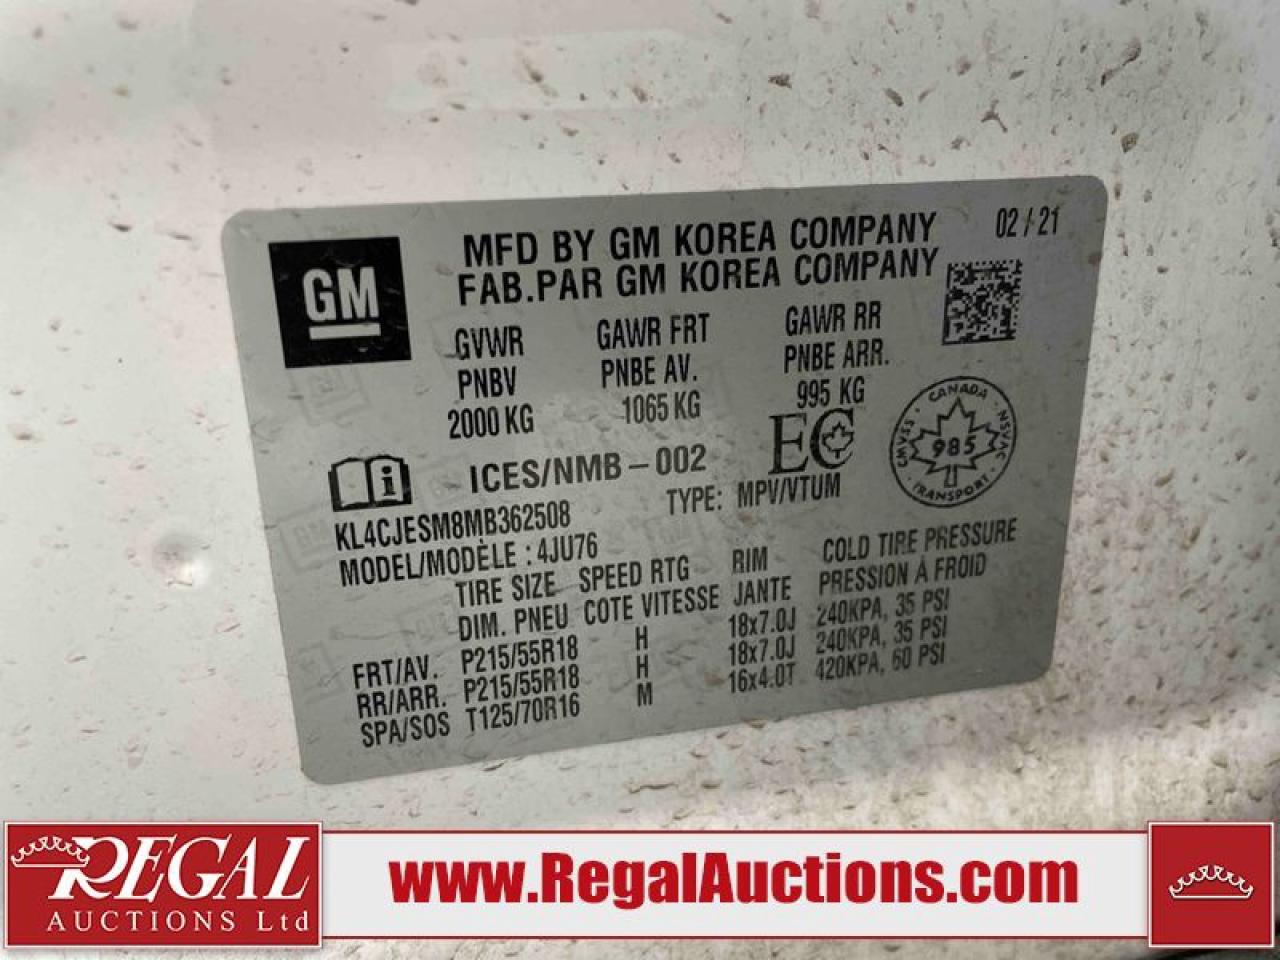 GM
MFD BY GM KOREA COMPANY 02/21
FAB.PAR GM KOREA COMPANY
GVWR GAWR FRT GAWR RR
PNBV PNBE AV. PNBE ARR.
2000 KG 1065 KG 995 KG
ICES/NMB-002 EC
CANADA · NSVAC · TRANSPORT · CMVSS · 985
KL4CJESM8MB362508 TYPE: MPV/VTUM
MODEL/MODÈLE : 4JU76
TIRE SIZE SPEED RTG RIM COLD TIRE PRESSURE
DIM. PNEU COTE VITESSE JANTE PRESSION À FROID
FRT/AV. P215/55R18 H 18x7.0J 240KPA, 35 PSI
RR/ARR. P215/55R18 H 18x7.0J 240KPA, 35 PSI
SPA/SOS T125/70R16 M 16x4.0T 420KPA, 60 PSI
REGAL
AUCTIONS Ltd
www.RegalAuctions.com